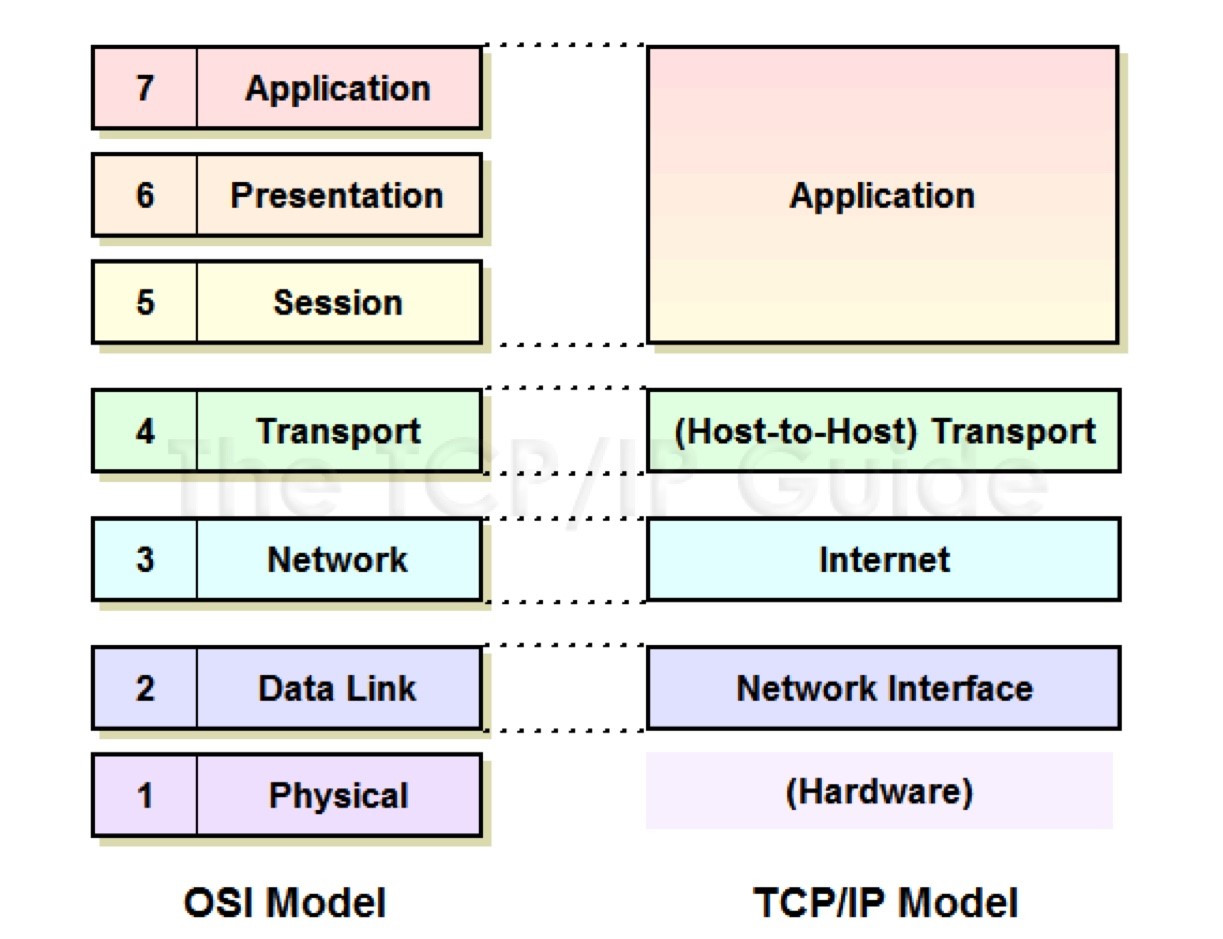 7 Application
6 Presentation
5 Session
Application
4 Transport
(Host-to-Host) Transport
The TCP/IP Guide
3 Network
Internet
2 Data Link
Network Interface
1 Physical
(Hardware)
OSI Model
TCP/IP Model